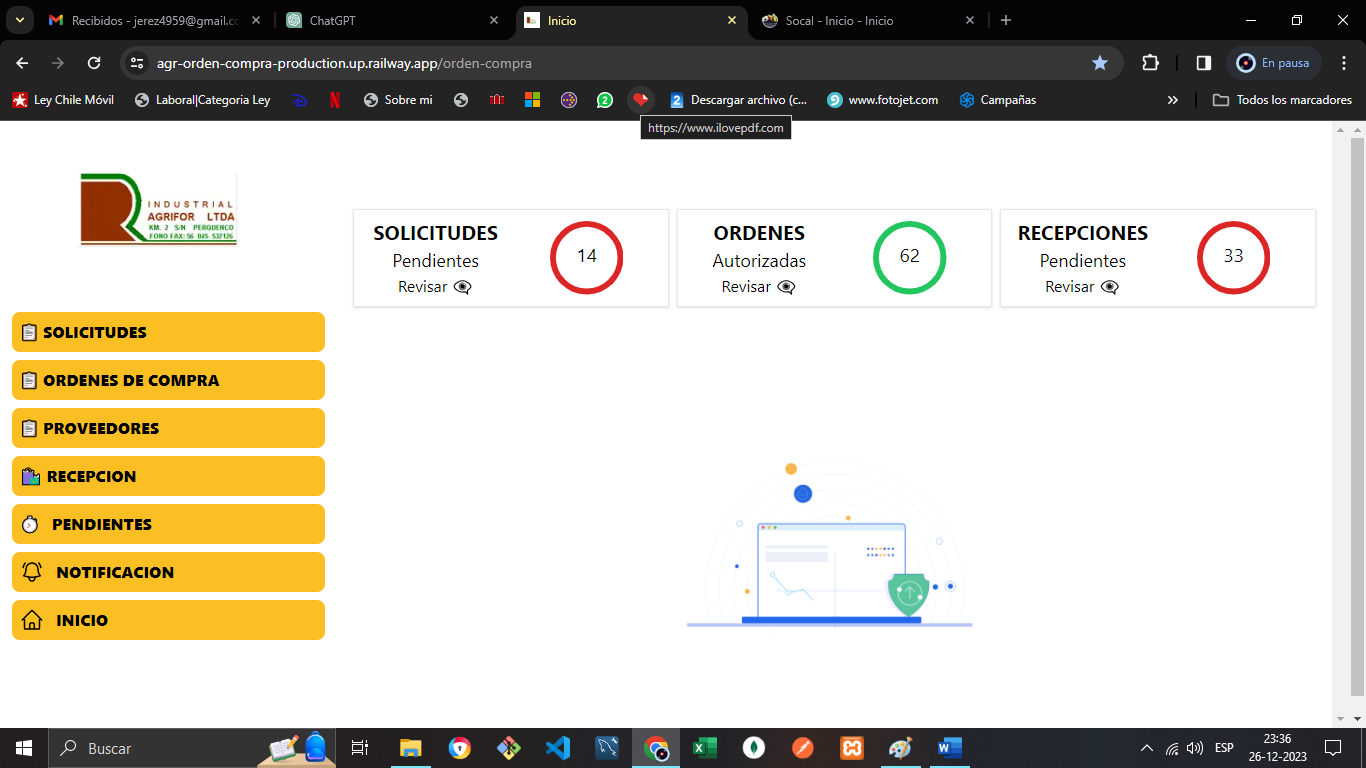 Recibidos - jerez4959@gmail.cc
ChatGPT
Inicio
Socal - Inicio - Inicio
agr-orden-compra-production.up.railway.app/orden-compra
En pausa
Ley Chile Móvil
Laboral|Categoria Ley
Sobre mi
Descargar archivo (c...
www.fotojet.com
Campañas
Todos los marcadores
https://www.ilovepdf.com
INDUSTRIAL
AGRIFOR LTDA
KM. 2 S/N PERQUENCO
FONO FAX: 56 045. 537126
SOLICITUDES
Pendientes
Revisar
14
ORDENES
Autorizadas
Revisar
62
RECEPCIONES
Pendientes
Revisar
33
SOLICITUDES
ORDENES DE COMPRA
PROVEEDORES
RECEPCION
PENDIENTES
NOTIFICACION
INICIO
Buscar
ESP
23:36
26-12-2023